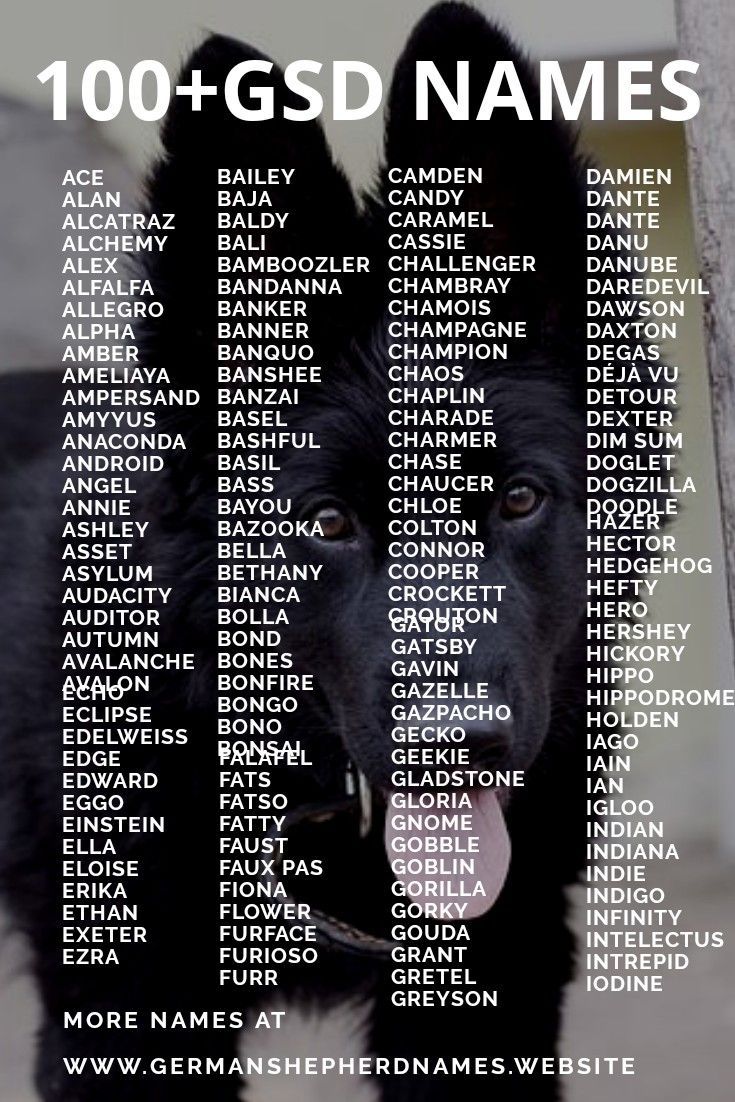 100+GSD NAMES
ACE
ALAN
ALCATRAZ
ALCHEMY
ALEX
ALFALFA
ALLEGRO
ALPHA
AMBER
AMELIAYA
AMPERSAND
AMYYUS
ANACONDA
ANDROID
ANGEL
ANNIE
ASHLEY
ASSET
ASYLUM
AUDACITY
AUDITOR
AUTUMN
AVALANCHE
AVALON
ECHO
ECLIPSE
EDELWEISS
EDGE
EDWARD
EGGO
EINSTEIN
ELLA
ELOISE
ERIKA
ETHAN
EXETER
EZRA
BAILEY
BAJA
BALDY
BALI
BAMBOOZLER
BANDANNA
BANKER
BANNER
BANQUO
BANSHEE
BANZAI
BASEL
BASHFUL
BASIL
BASS
BAYOU
BAZOOKA
BELLA
BETHANY
BIANCA
BOLLA
BOND
BONES
BONFIRE
BONGO
BONO
BONSAI
FALAFEL
FATS
FATSO
FATTY
FAUST
FAUX PAS
FIONA
FLOWER
FURFACE
FURIOSO
FURR
CAMDEN
CANDY
CARAMEL
CASSIE
CHALLENGER
CHAMBRAY
CHAMOIS
CHAMPAGNE
CHAMPION
CHAOS
CHAPLIN
CHARADE
CHARMER
CHASE
CHAUCER
CHLOE
COLTON
CONNOR
COOPER
CROCKETT
CROUTON
GATOR
GATSBY
GAVIN
GAZELLE
GAZPACHO
GECKO
GEEKIE
GLADSTONE
GLORIA
GNOME
GOBBLE
GOBLIN
GORILLA
GORKY
GOUDA
GRANT
GRETEL
GREYSON
DAMIEN
DANTE
DANTE
DANU
DANUBE
DAREDEVIL
DAWSON
DAXTON
DEGAS
DÉJÀ VU
DETOUR
DEXTER
DIM SUM
DOGLET
DOGZILLA
DOODLE
HAZER
HECTOR
HEDGEHOG
HEFTY
HERO
HERSHEY
HICKORY
HIPPO
HIPPODROME
HOLDEN
IAGO
IAIN
IAN
IGLOO
INDIAN
INDIANA
INDIE
INDIGO
INFINITY
INTELECTUS
INTREPID
IODINE
MORE NAMES AT
WWW.GERMANSHEPHERDNAMES.WEBSITE